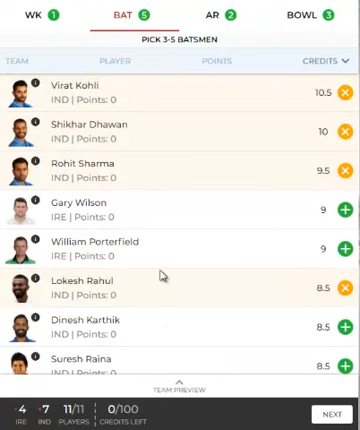 WK 1 BAT 5 AR 2 BOWL 3
PICK 3-5 BATSMEN
TEAM PLAYER POINTS CREDITS
Virat Kohli
IND | Points: 0
10.5
Shikhar Dhawan
IND | Points: 0
10
Rohit Sharma
IND | Points: 0
9.5
Gary Wilson
IRE | Points: 0
9
William Porterfield
IRE | Points: 0
9
Lokesh Rahul
IND | Points: 0
8.5
Dinesh Karthik
IND | Points: 0
8.5
Suresh Raina
IND | Points: 0
8.5
TEAM PREVIEW
4 7 11/11 0/100
IRE IND PLAYERS CREDITS LEFT
NEXT